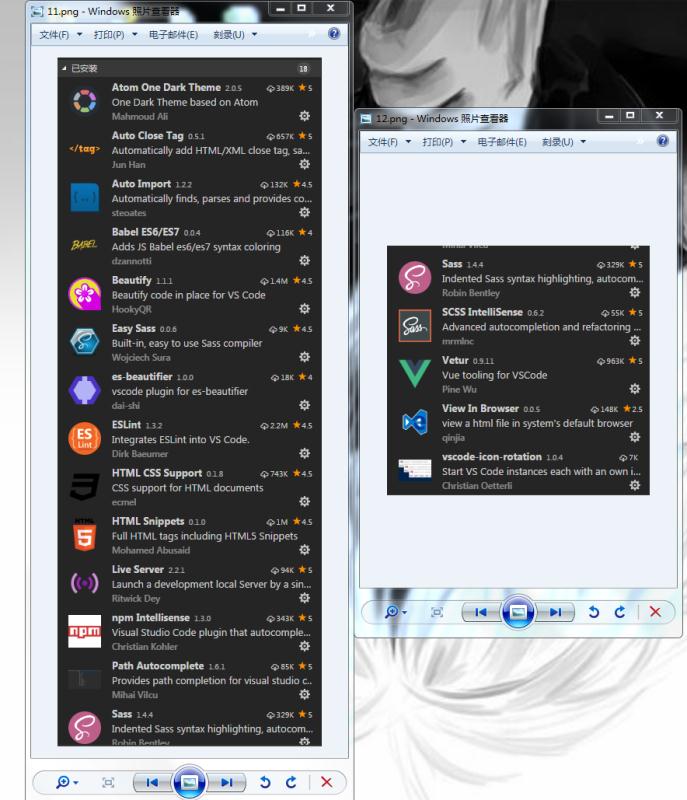 11.png - Windows 照片查看器
文件(F) 打印(P) 电子邮件(E) 刻录(U) »
已安装 18
Atom One Dark Theme 2.0.5 389K ★ 5
One Dark Theme based on Atom
Mahmoud Ali
</tag>
Auto Close Tag 0.5.1 657K ★ 5
Automatically add HTML/XML close tag, sa...
Jun Han
{..}
Auto Import 1.2.2 132K ★ 4.5
Automatically finds, parses and provides co...
steoates
BABEL
Babel ES6/ES7 0.0.4 116K ★ 4
Adds JS Babel es6/es7 syntax coloring
dzannotti
Beautify 1.1.1 1.4M ★ 4.5
Beautify code in place for VS Code
HookyQR
Easy Sass 0.0.6 9K ★ 4.5
Built-in, easy to use Sass compiler
Wojciech Sura
es-beautifier 1.0.0 18K ★ 4
vscode plugin for es-beautifier
dai-shi
ES
Lint
ESLint 1.3.2 2.2M ★ 4.5
Integrates ESLint into VS Code.
Dirk Baeumer
HTML CSS Support 0.1.8 743K ★ 4.5
CSS support for HTML documents
ecmel
HTML
5
HTML Snippets 0.1.0 1M ★ 4.5
Full HTML tags including HTML5 Snippets
Mohamed Abusaid
Live Server 2.2.1 94K ★ 5
Launch a development local Server by a sin...
Ritwick Dey
npm
npm Intellisense 1.3.0 343K ★ 5
Visual Studio Code plugin that autocomple...
Christian Kohler
Path Autocomplete 1.6.1 85K ★ 5
Provides path completion for visual studio c...
Mihai Vilcu
Sass 1.4.4 329K ★ 5
Indented Sass syntax highlighting, autocom...
Robin Bentley
12.png - Windows 照片查看器
文件(F) 打印(P) 电子邮件(E) 刻录(U) »
Mihai Vilcu
Sass 1.4.4 329K ★ 5
Indented Sass syntax highlighting, autocom...
Robin Bentley
Sass
SCSS IntelliSense 0.6.2 55K ★ 5
Advanced autocompletion and refactoring ...
mrmlnc
Vetur 0.9.11 963K ★ 5
Vue tooling for VSCode
Pine Wu
View In Browser 0.0.5 148K ★ 2.5
view a html file in system's default browser
qinjia
vscode-icon-rotation 1.0.4 7K
Start VS Code instances each with an own i...
Christian Oetterli